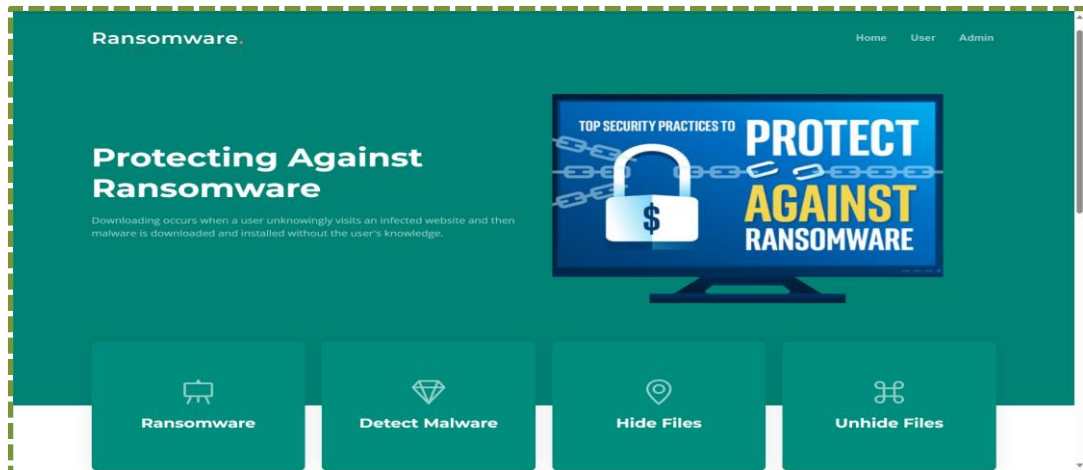 Ransomware.
Home User Admin
Protecting Against
Ransomware
Downloading occurs when a user unknowingly visits an infected website and then
malware is downloaded and installed without the user's knowledge.
TOP SECURITY PRACTICES TO
PROTECT
AGAINST
RANSOMWARE
$
Ransomware
Detect Malware
Hide Files
Unhide Files